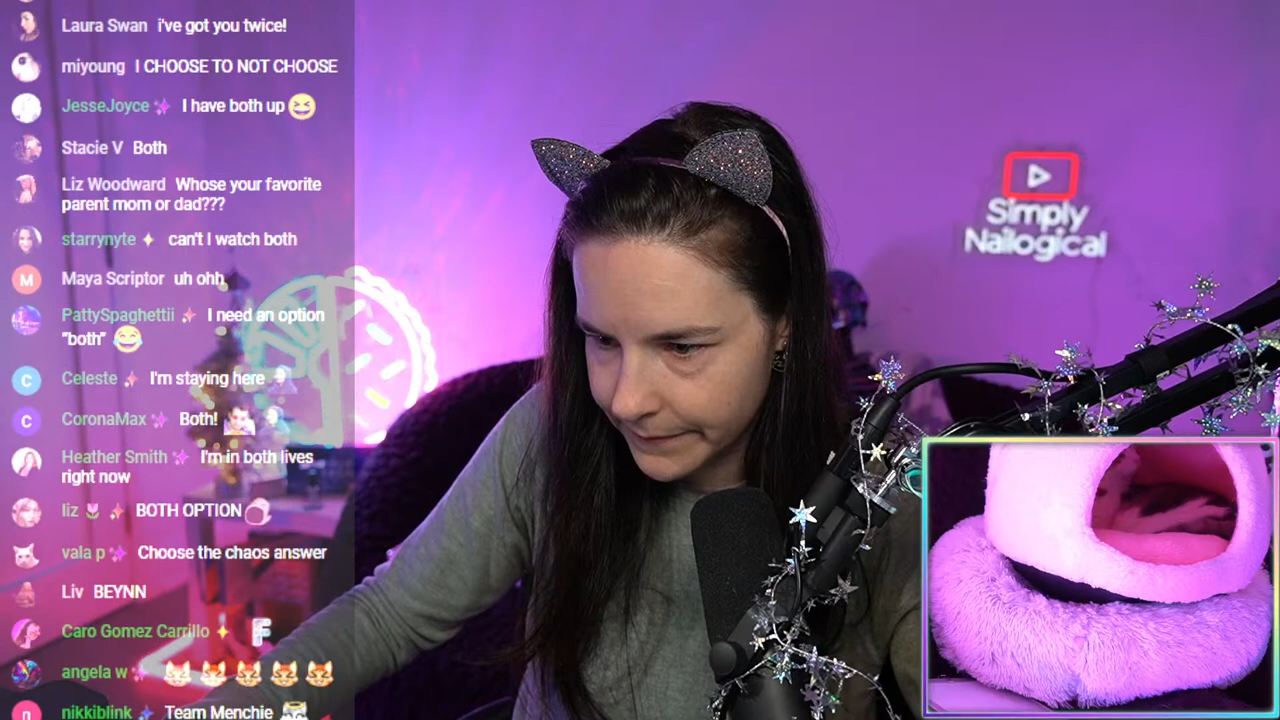 Laura Swan i've got you twice!
miyoung I CHOOSE TO NOT CHOOSE
JesseJoyce I have both up
Stacie V Both
Liz Woodward Whose your favorite
parent mom or dad???
starrynyte can't I watch both
M Maya Scriptor uh ohh
PattySpaghettii I need an option
"both"
C Celeste I'm staying here
C CoronaMax Both!
Heather Smith I'm in both lives
right now
liz BOTH OPTION
vala p Choose the chaos answer
Liv BEYNN
Caro Gomez Carrillo F
angela w
n nikkiblink Team Menchie
Simply
Nailogical